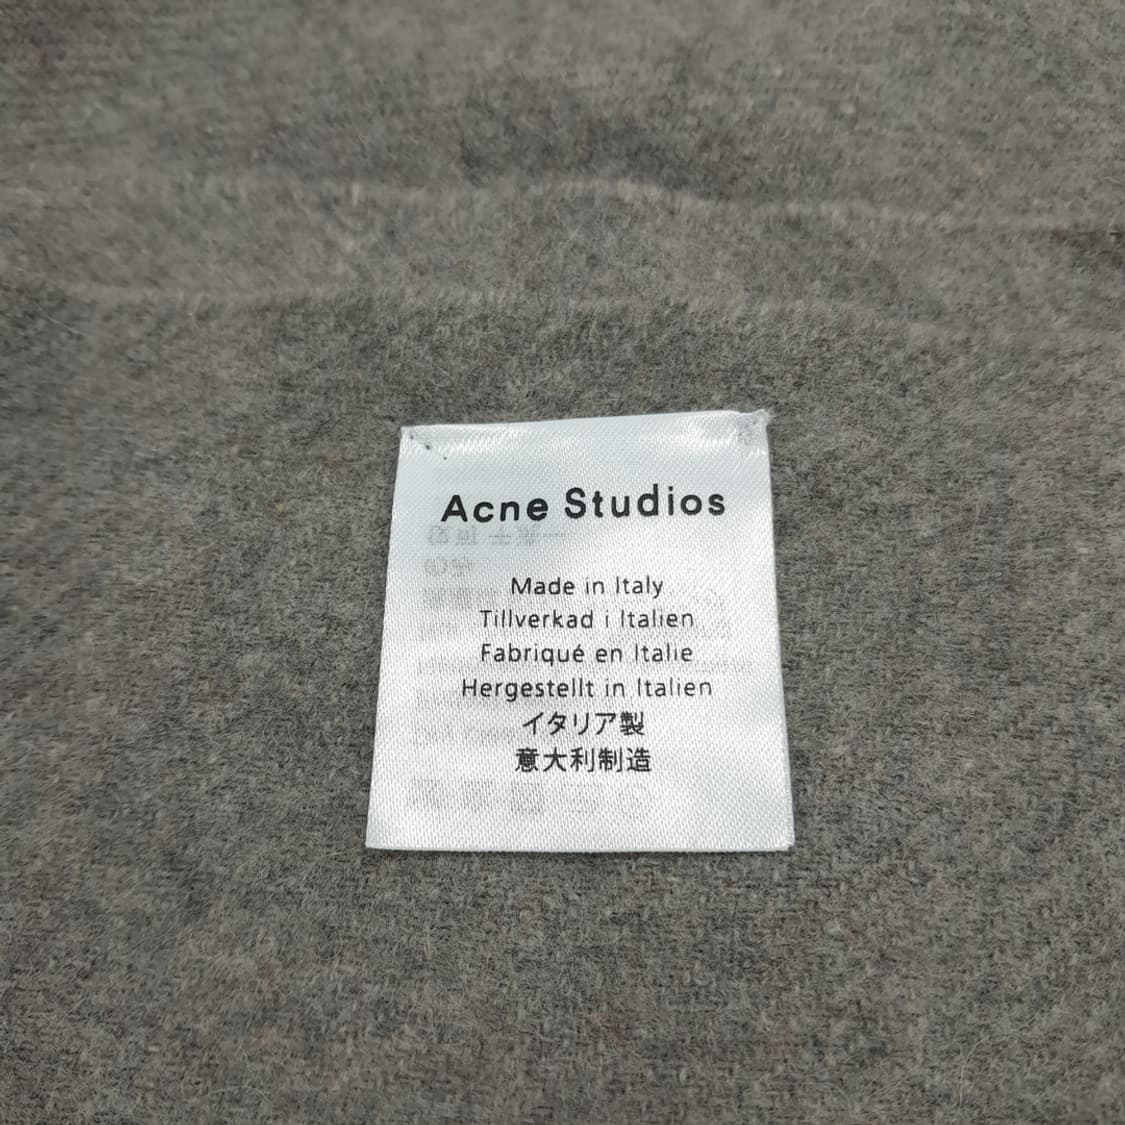 Acne Studios
Made in Italy
Tillverkad i Italien
Fabriqué en Italie
Hergestellt in Italien
イタリア製
意大利制造